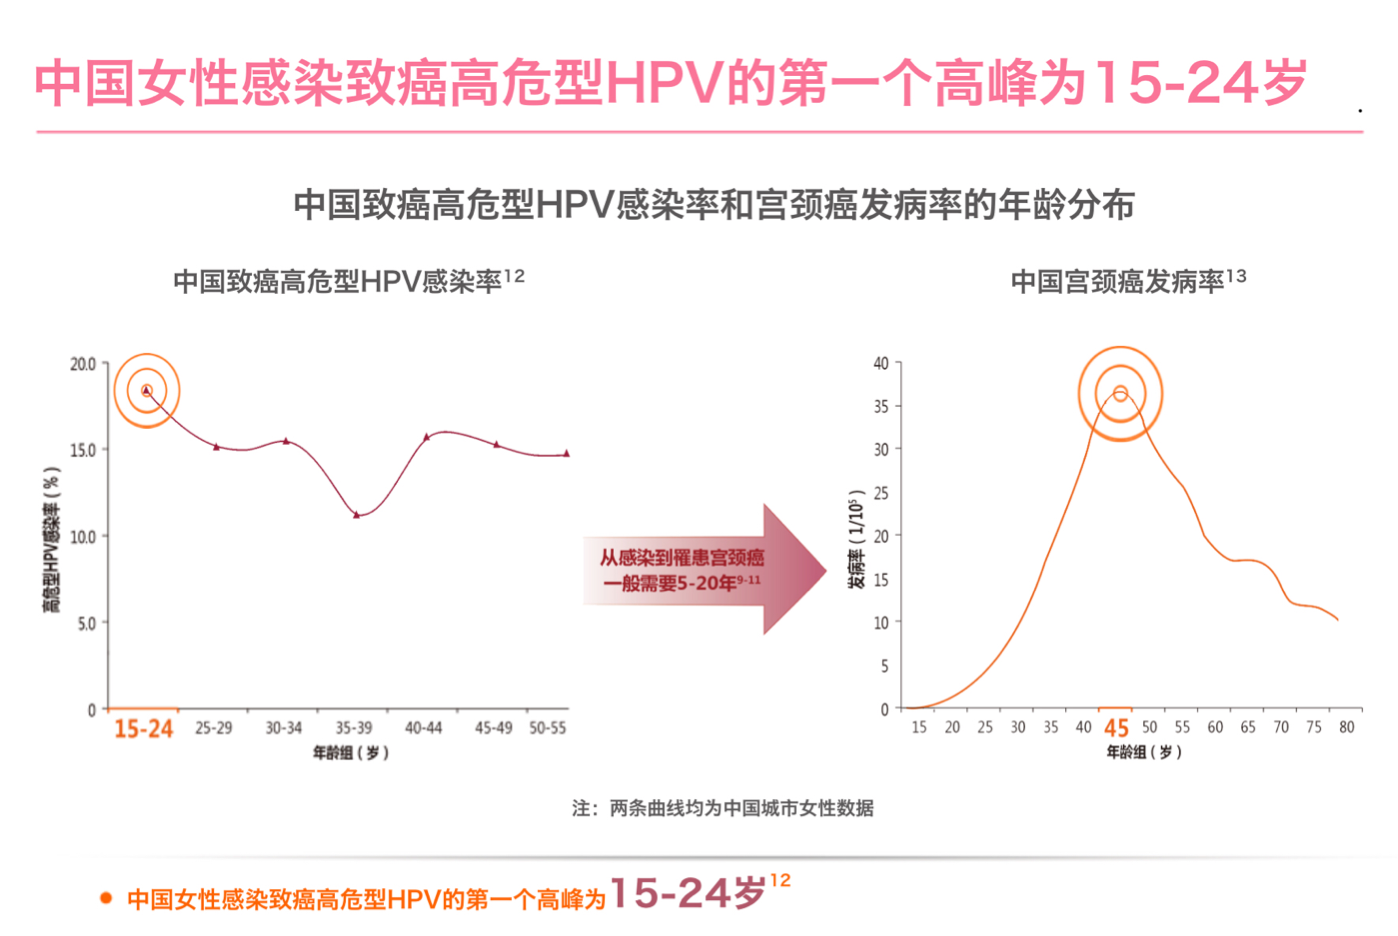 中国女性感染致癌高危型HPV的第一个高峰为15-24岁
.
中国致癌高危型HPV感染率和宫颈癌发病率的年龄分布
中国致癌高危型HPV感染率12
高危型HPV感染率（%）
20.0
15.0
10.0
5.0
0
15-24 25-29 30-34 35-39 40-44 45-49 50-55
年龄组（岁）
从感染到罹患宫颈癌
一般需要5-20年9-11
中国宫颈癌发病率13
发病率（1/10⁵）
40
35
30
25
20
15
10
5
0
15 20 25 30 35 40 45 50 55 60 65 70 75 80
年龄组（岁）
注：两条曲线均为中国城市女性数据
中国女性感染致癌高危型HPV的第一个高峰为15-24岁12